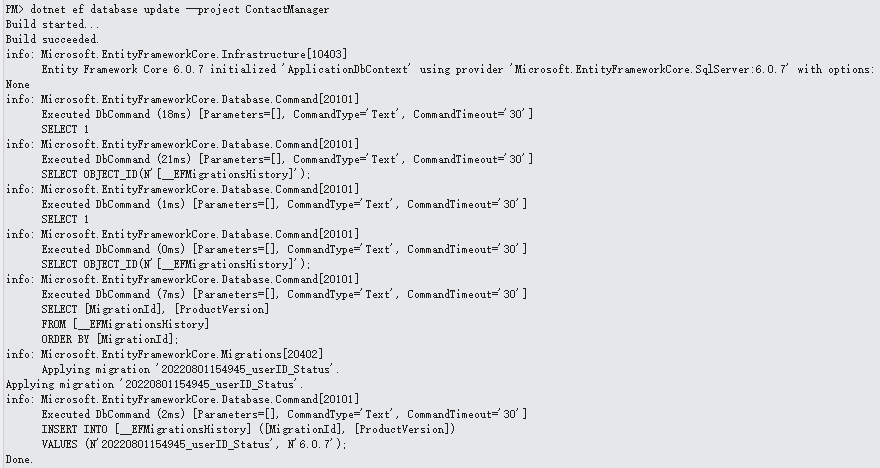 PM> dotnet ef database update --project ContactManager
Build started...
Build succeeded.
info: Microsoft.EntityFrameworkCore.Infrastructure[10403]
Entity Framework Core 6.0.7 initialized 'ApplicationDbContext' using provider 'Microsoft.EntityFrameworkCore.SqlServer:6.0.7' with options:
None
info: Microsoft.EntityFrameworkCore.Database.Command[20101]
Executed DbCommand (18ms) [Parameters=[], CommandType='Text', CommandTimeout='30']
SELECT 1
info: Microsoft.EntityFrameworkCore.Database.Command[20101]
Executed DbCommand (21ms) [Parameters=[], CommandType='Text', CommandTimeout='30']
SELECT OBJECT_ID(N'[__EFMigrationsHistory]');
info: Microsoft.EntityFrameworkCore.Database.Command[20101]
Executed DbCommand (1ms) [Parameters=[], CommandType='Text', CommandTimeout='30']
SELECT 1
info: Microsoft.EntityFrameworkCore.Database.Command[20101]
Executed DbCommand (0ms) [Parameters=[], CommandType='Text', CommandTimeout='30']
SELECT OBJECT_ID(N'[__EFMigrationsHistory]');
info: Microsoft.EntityFrameworkCore.Database.Command[20101]
Executed DbCommand (7ms) [Parameters=[], CommandType='Text', CommandTimeout='30']
SELECT [MigrationId], [ProductVersion]
FROM [__EFMigrationsHistory]
ORDER BY [MigrationId];
info: Microsoft.EntityFrameworkCore.Migrations[20402]
Applying migration '20220801154945_userID_Status'.
Applying migration '20220801154945_userID_Status'.
info: Microsoft.EntityFrameworkCore.Database.Command[20101]
Executed DbCommand (2ms) [Parameters=[], CommandType='Text', CommandTimeout='30']
INSERT INTO [__EFMigrationsHistory] ([MigrationId], [ProductVersion])
VALUES (N'20220801154945_userID_Status', N'6.0.7');
Done.